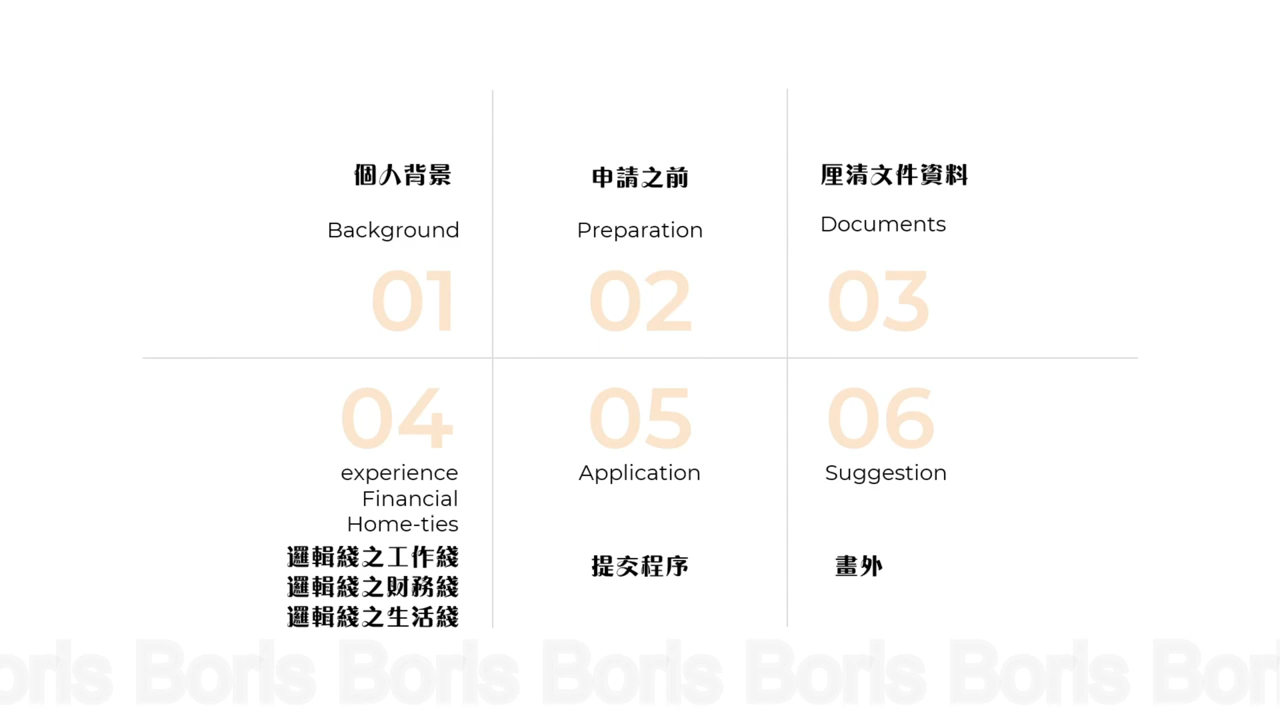 個人背景
Background
01
申請之前
Preparation
02
厘清文件資料
Documents
03
04
experience
Financial
Home-ties
邏輯綫之工作綫
邏輯綫之財務綫
邏輯綫之生活綫
05
Application
提交程序
06
Suggestion
畫外
oris Boris Boris Boris Boris Boris Bori